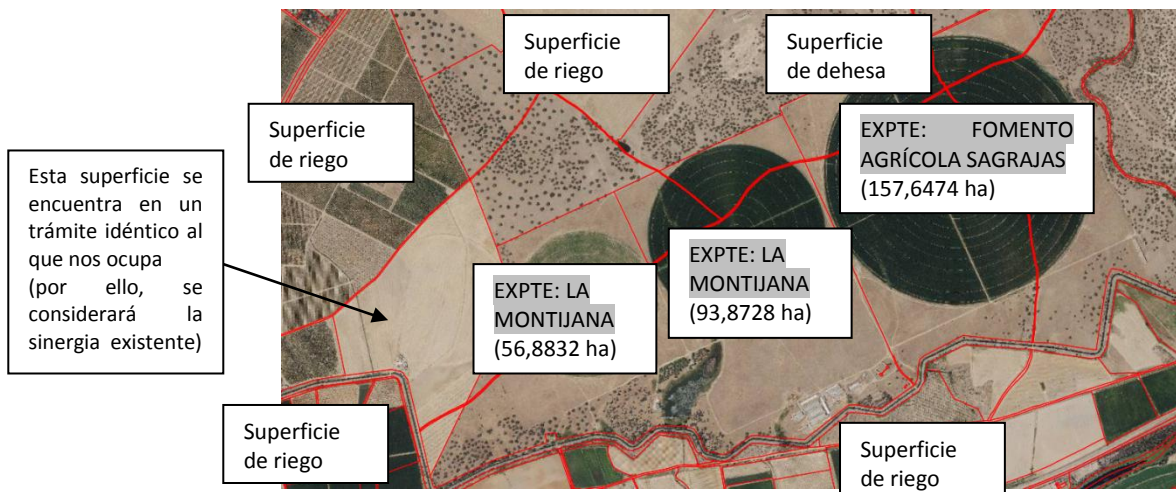 Superficie
de riego
Superficie
de dehesa
Superficie
de riego
EXPTE: FOMENTO
AGRÍCOLA SAGRAJAS
(157,6474 ha)
Esta superficie se
encuentra en un
trámite idéntico al
que nos ocupa
(por ello, se
considerará la
sinergia existente)
EXPTE: LA
MONTIJANA
(93,8728 ha)
EXPTE: LA
MONTIJANA
(56,8832 ha)
Superficie
de riego
Superficie
de riego